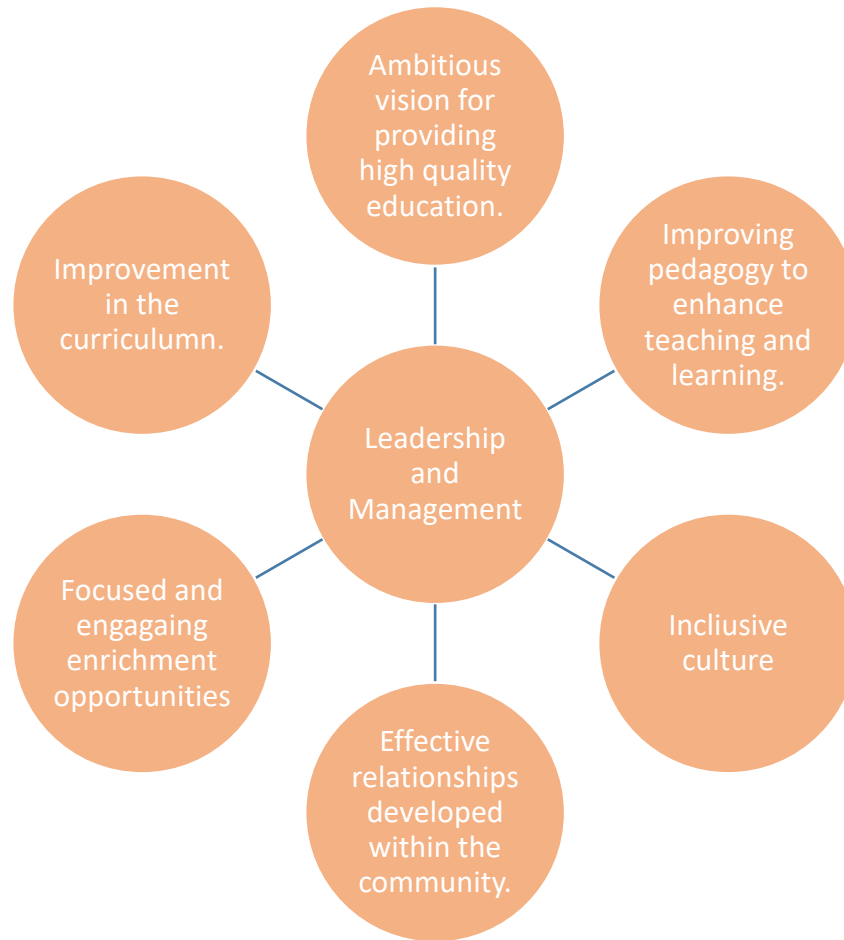 Ambitious
vision for
providing
high quality
education.
Improving
pedagogy to
enhance
teaching and
learning.
Incliusive
culture
Effective
relationships
developed
within the
community.
Focused and
engagaing
enrichment
opportunities
Improvement
in the
curriculumn.
Leadership
and
Management